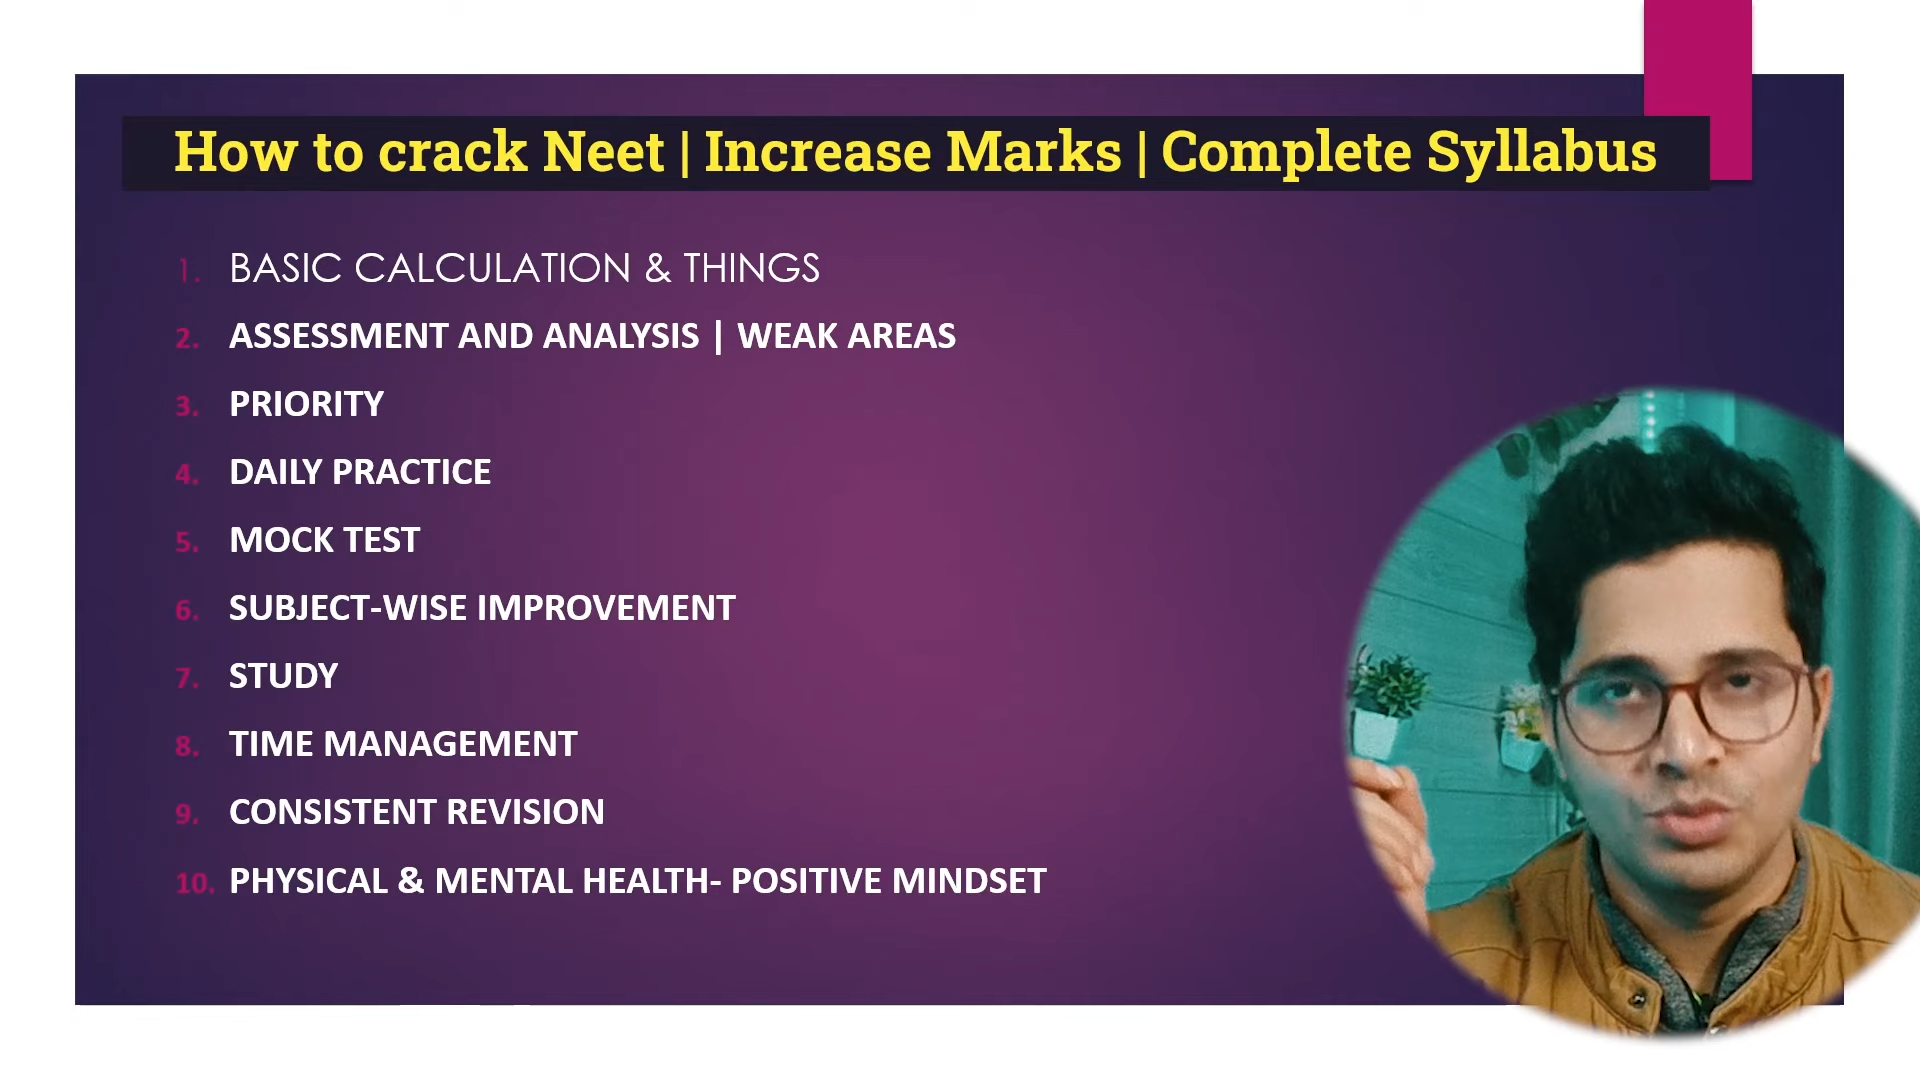 How to crack Neet | Increase Marks | Complete Syllabus
1. BASIC CALCULATION & THINGS
2. ASSESSMENT AND ANALYSIS | WEAK AREAS
3. PRIORITY
4. DAILY PRACTICE
5. MOCK TEST
6. SUBJECT-WISE IMPROVEMENT
7. STUDY
8. TIME MANAGEMENT
9. CONSISTENT REVISION
10. PHYSICAL & MENTAL HEALTH- POSITIVE MINDSET